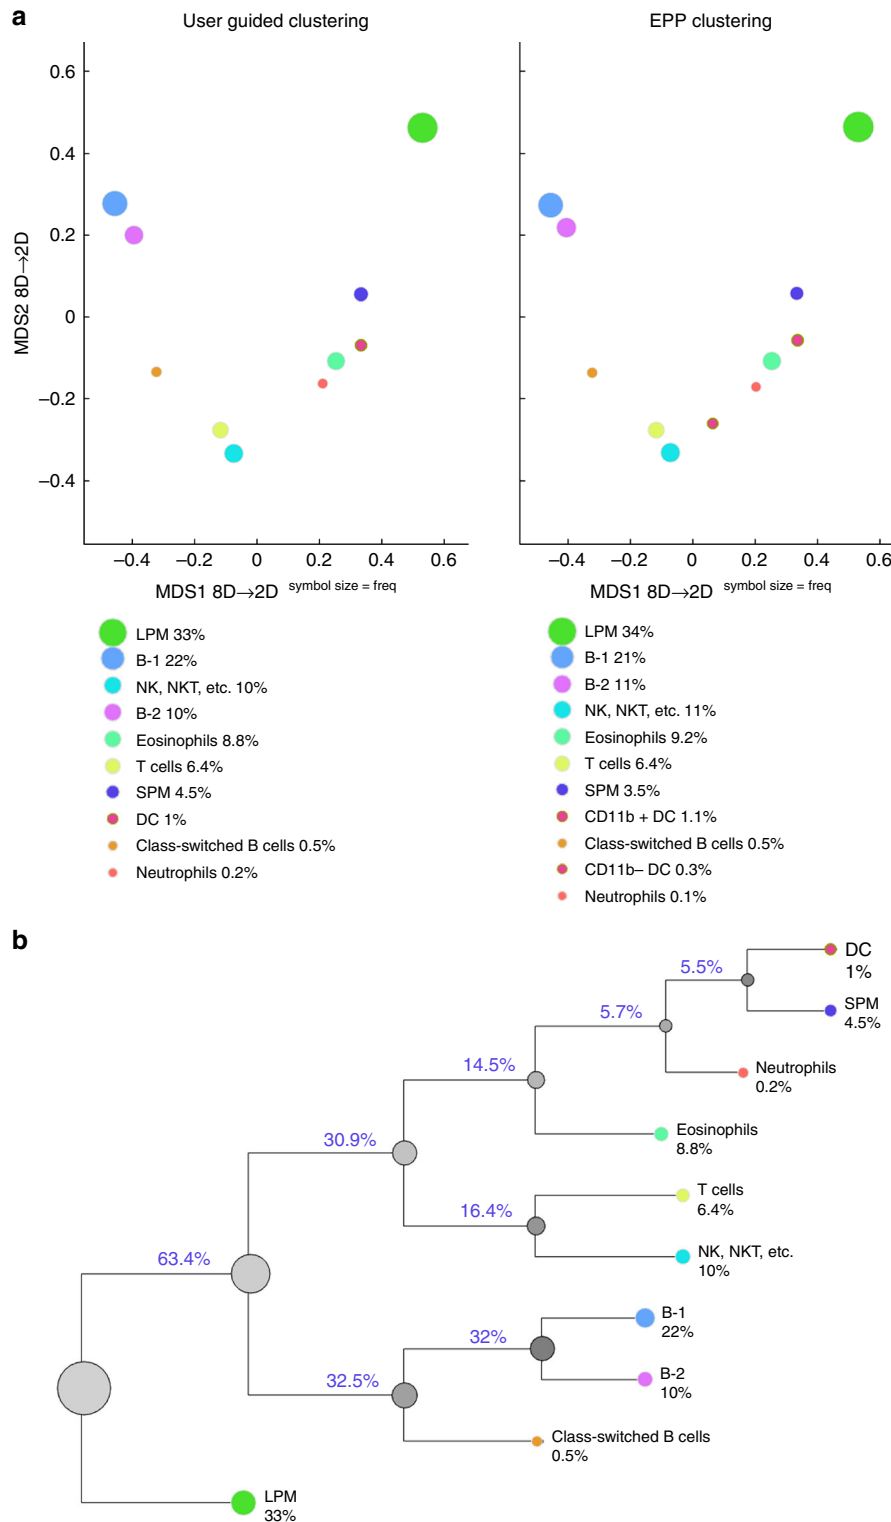 a
User guided clustering
EPP clustering
MDS2 8D→2D
0.6
0.4
0.2
0
−0.2
−0.4
−0.4
−0.2
0
0.2
0.4
0.6
−0.4
−0.2
0
0.2
0.4
0.6
MDS1 8D→2D symbol size = freq
MDS1 8D→2D symbol size = freq
LPM 33%
B-1 22%
NK, NKT, etc. 10%
B-2 10%
Eosinophils 8.8%
T cells 6.4%
SPM 4.5%
DC 1%
Class-switched B cells 0.5%
Neutrophils 0.2%
LPM 34%
B-1 21%
B-2 11%
NK, NKT, etc. 11%
Eosinophils 9.2%
T cells 6.4%
SPM 3.5%
CD11b + DC 1.1%
Class-switched B cells 0.5%
CD11b− DC 0.3%
Neutrophils 0.1%
b
DC
1%
5.5%
SPM
4.5%
5.7%
Neutrophils
0.2%
14.5%
Eosinophils
8.8%
30.9%
T cells
6.4%
16.4%
NK, NKT, etc.
10%
63.4%
B-1
22%
32%
B-2
10%
32.5%
Class-switched B cells
0.5%
LPM
33%